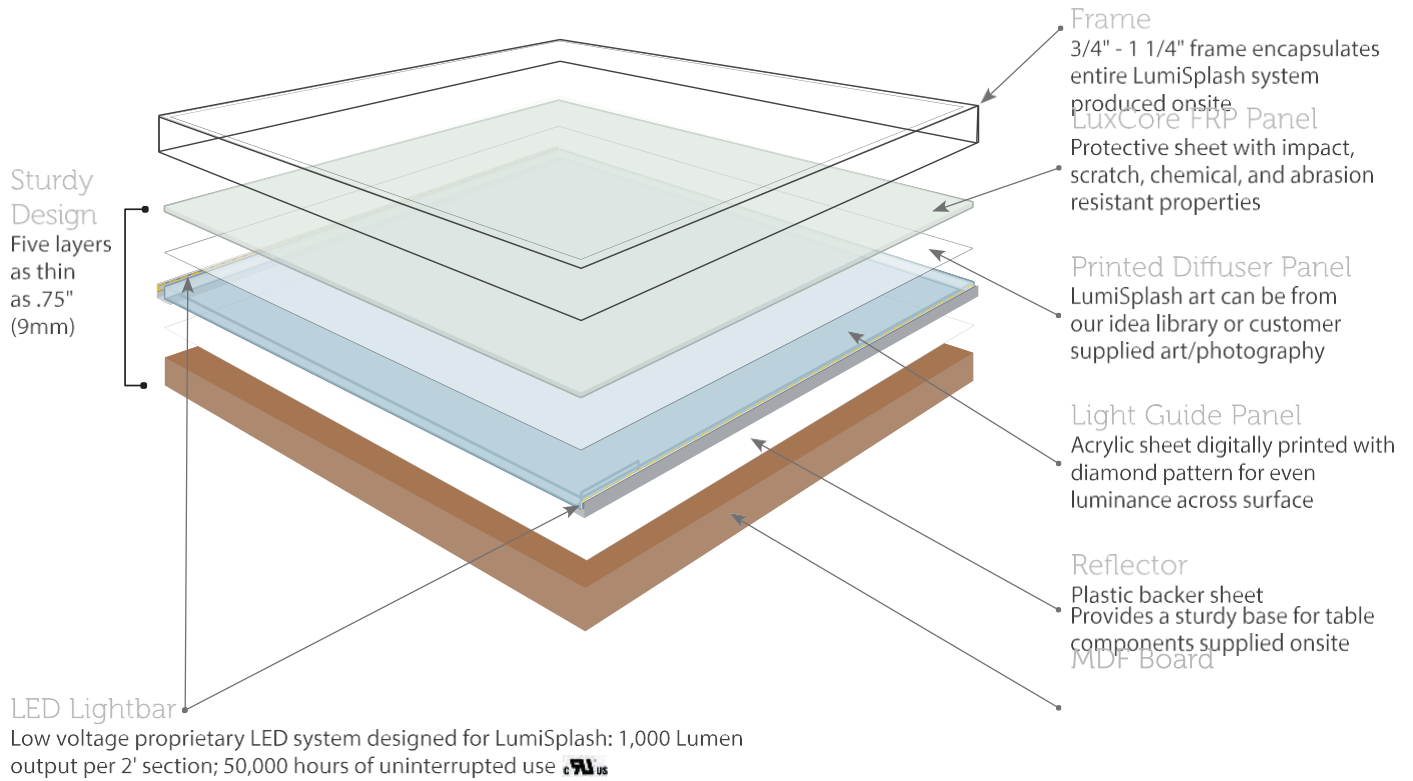 Frame
3/4" - 1 1/4" frame encapsulates
entire LumiSplash system
produced onsite
LuxCore FRP Panel
Protective sheet with impact,
scratch, chemical, and abrasion
resistant properties
Sturdy
Design
Five layers
as thin
as .75"
(9mm)
Printed Diffuser Panel
LumiSplash art can be from
our idea library or customer
supplied art/photography
Light Guide Panel
Acrylic sheet digitally printed with
diamond pattern for even
luminance across surface
Reflector
Plastic backer sheet
Provides a sturdy base for table
components supplied onsite
MDF Board
LED Lightbar
Low voltage proprietary LED system designed for LumiSplash: 1,000 Lumen
output per 2' section; 50,000 hours of uninterrupted use c RU US